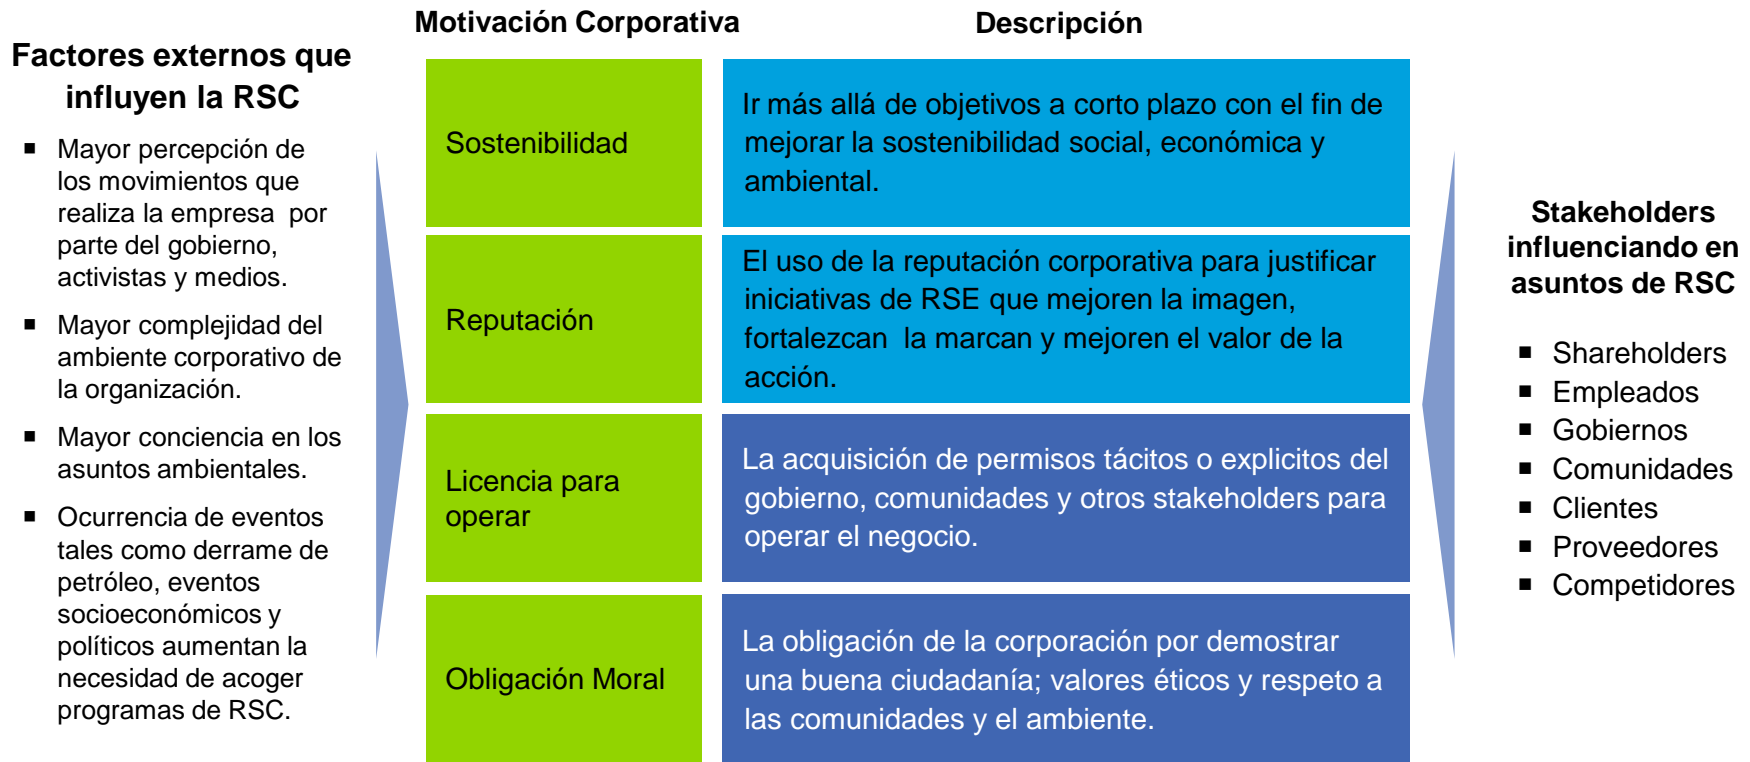 Factores externos que
influyen la RSC
▪ Mayor percepción de
los movimientos que
realiza la empresa por
parte del gobierno,
activistas y medios.
▪ Mayor complejidad del
ambiente corporativo de
la organización.
▪ Mayor conciencia en los
asuntos ambientales.
▪ Ocurrencia de eventos
tales como derrame de
petróleo, eventos
socioeconómicos y
políticos aumentan la
necesidad de acoger
programas de RSC.
Motivación Corporativa
Descripción
Sostenibilidad
Ir más allá de objetivos a corto plazo con el fin de
mejorar la sostenibilidad social, económica y
ambiental.
Reputación
El uso de la reputación corporativa para justificar
iniciativas de RSE que mejoren la imagen,
fortalezcan la marcan y mejoren el valor de la
acción.
Licencia para
operar
La acquisición de permisos tácitos o explicitos del
gobierno, comunidades y otros stakeholders para
operar el negocio.
Obligación Moral
La obligación de la corporación por demostrar
una buena ciudadanía; valores éticos y respeto a
las comunidades y el ambiente.
Stakeholders
influenciando en
asuntos de RSC
▪ Shareholders
▪ Empleados
▪ Gobiernos
▪ Comunidades
▪ Clientes
▪ Proveedores
▪ Competidores